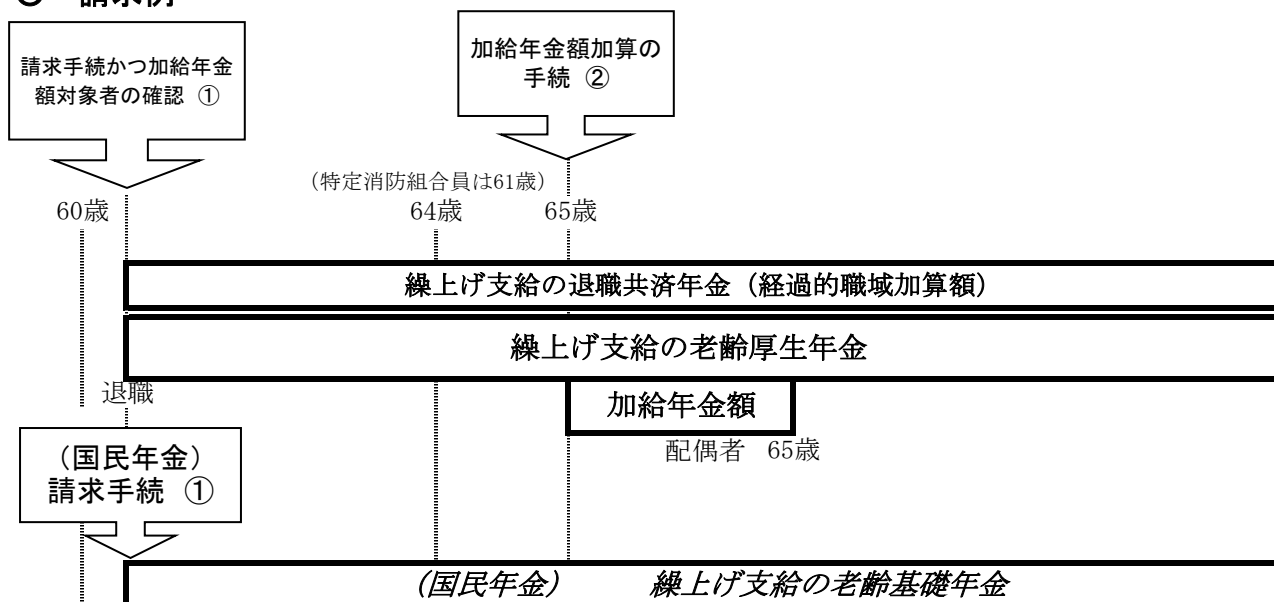 請求手続かつ加給年金
額対象者の確認 ①
加給年金額加算の
手続 ②
（特定消防組合員は61歳）
60歳
64歳
65歳
繰上げ支給の退職共済年金（経過的職域加算額）
繰上げ支給の老齢厚生年金
退職
加給年金額
配偶者 65歳
（国民年金）
請求手続 ①
（国民年金） 繰上げ支給の老齢基礎年金